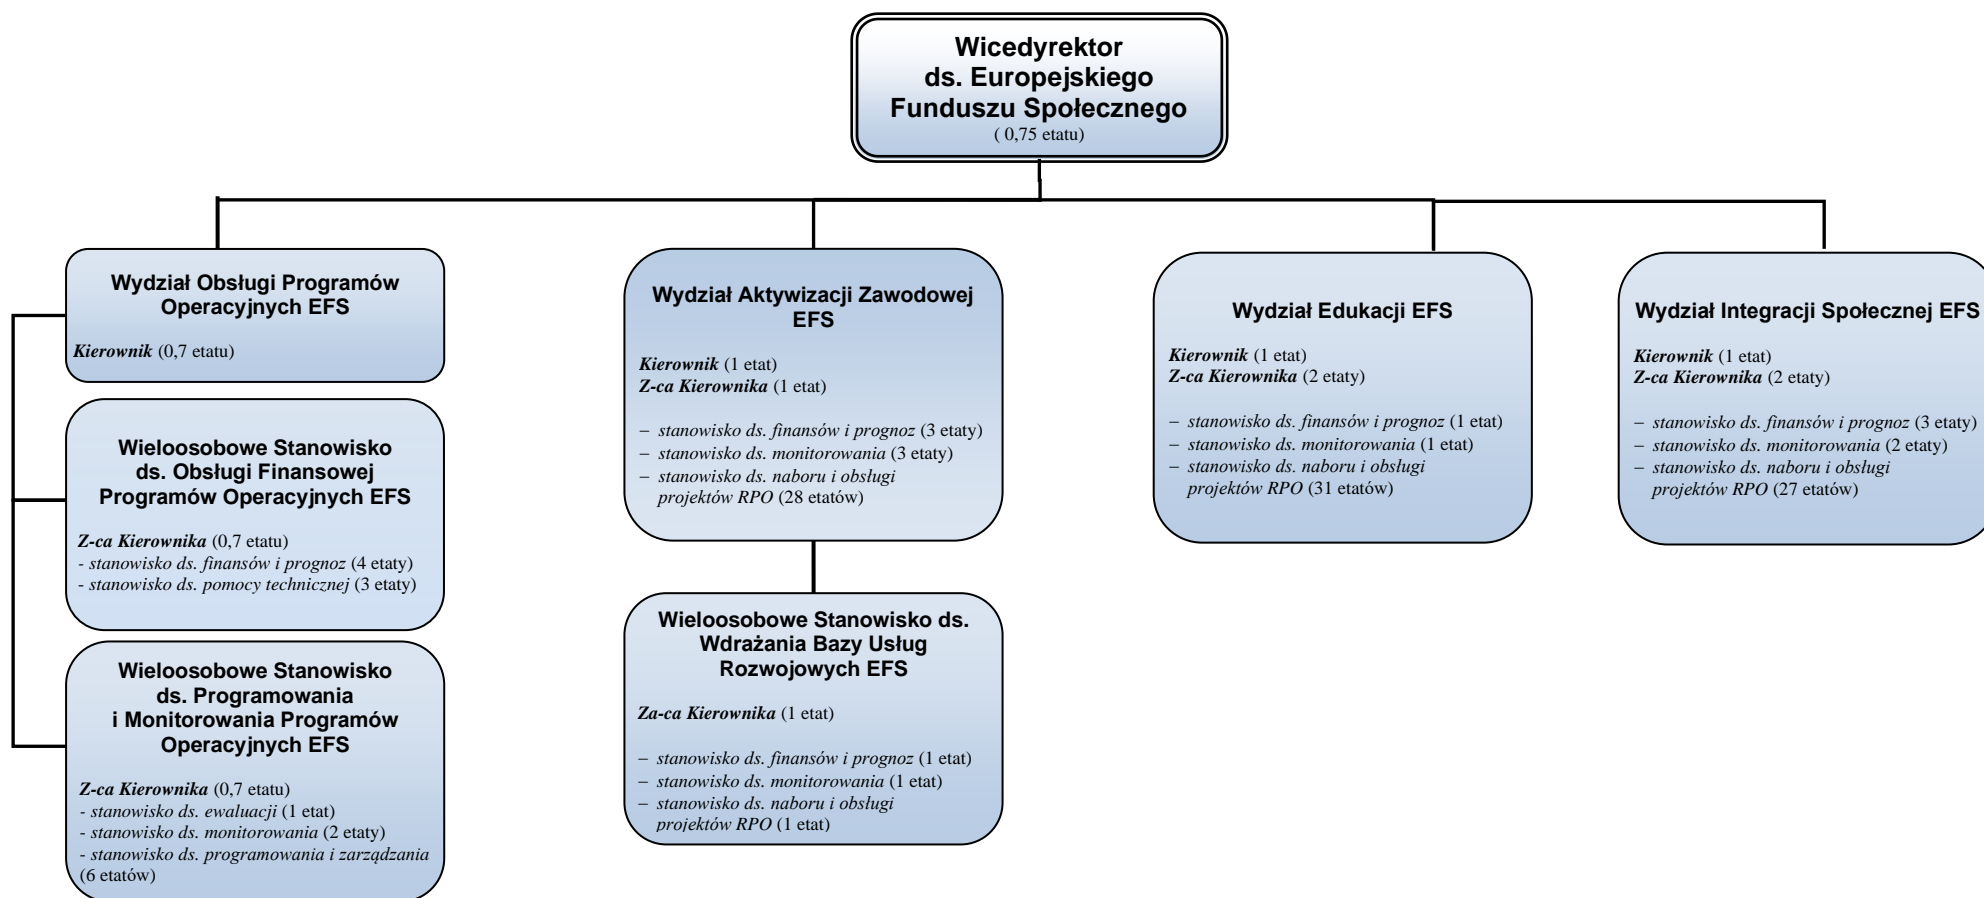 Wicedyrektor
ds. Europejskiego
Funduszu Społecznego
( 0,75 etatu)
Wydział Obsługi Programów
Operacyjnych EFS
Kierownik (0,7 etatu)
Wieloosobowe Stanowisko
ds. Obsługi Finansowej
Programów Operacyjnych EFS
Z-ca Kierownika (0,7 etatu)
- stanowisko ds. finansów i prognoz (4 etaty)
- stanowisko ds. pomocy technicznej (3 etaty)
Wieloosobowe Stanowisko
ds. Programowania
i Monitorowania Programów
Operacyjnych EFS
Z-ca Kierownika (0,7 etatu)
- stanowisko ds. ewaluacji (1 etat)
- stanowisko ds. monitorowania (2 etaty)
- stanowisko ds. programowania i zarządzania
(6 etatów)
Wydział Aktywizacji Zawodowej
EFS
Kierownik (1 etat)
Z-ca Kierownika (1 etat)
– stanowisko ds. finansów i prognoz (3 etaty)
– stanowisko ds. monitorowania (3 etaty)
– stanowisko ds. naboru i obsługi
projektów RPO (28 etatów)
Wieloosobowe Stanowisko ds.
Wdrażania Bazy Usług
Rozwojowych EFS
Za-ca Kierownika (1 etat)
– stanowisko ds. finansów i prognoz (1 etat)
– stanowisko ds. monitorowania (1 etat)
– stanowisko ds. naboru i obsługi
projektów RPO (1 etat)
Wydział Edukacji EFS
Kierownik (1 etat)
Z-ca Kierownika (2 etaty)
– stanowisko ds. finansów i prognoz (1 etat)
– stanowisko ds. monitorowania (1 etat)
– stanowisko ds. naboru i obsługi
projektów RPO (31 etatów)
Wydział Integracji Społecznej EFS
Kierownik (1 etat)
Z-ca Kierownika (2 etaty)
– stanowisko ds. finansów i prognoz (3 etaty)
– stanowisko ds. monitorowania (2 etaty)
– stanowisko ds. naboru i obsługi
projektów RPO (27 etatów)